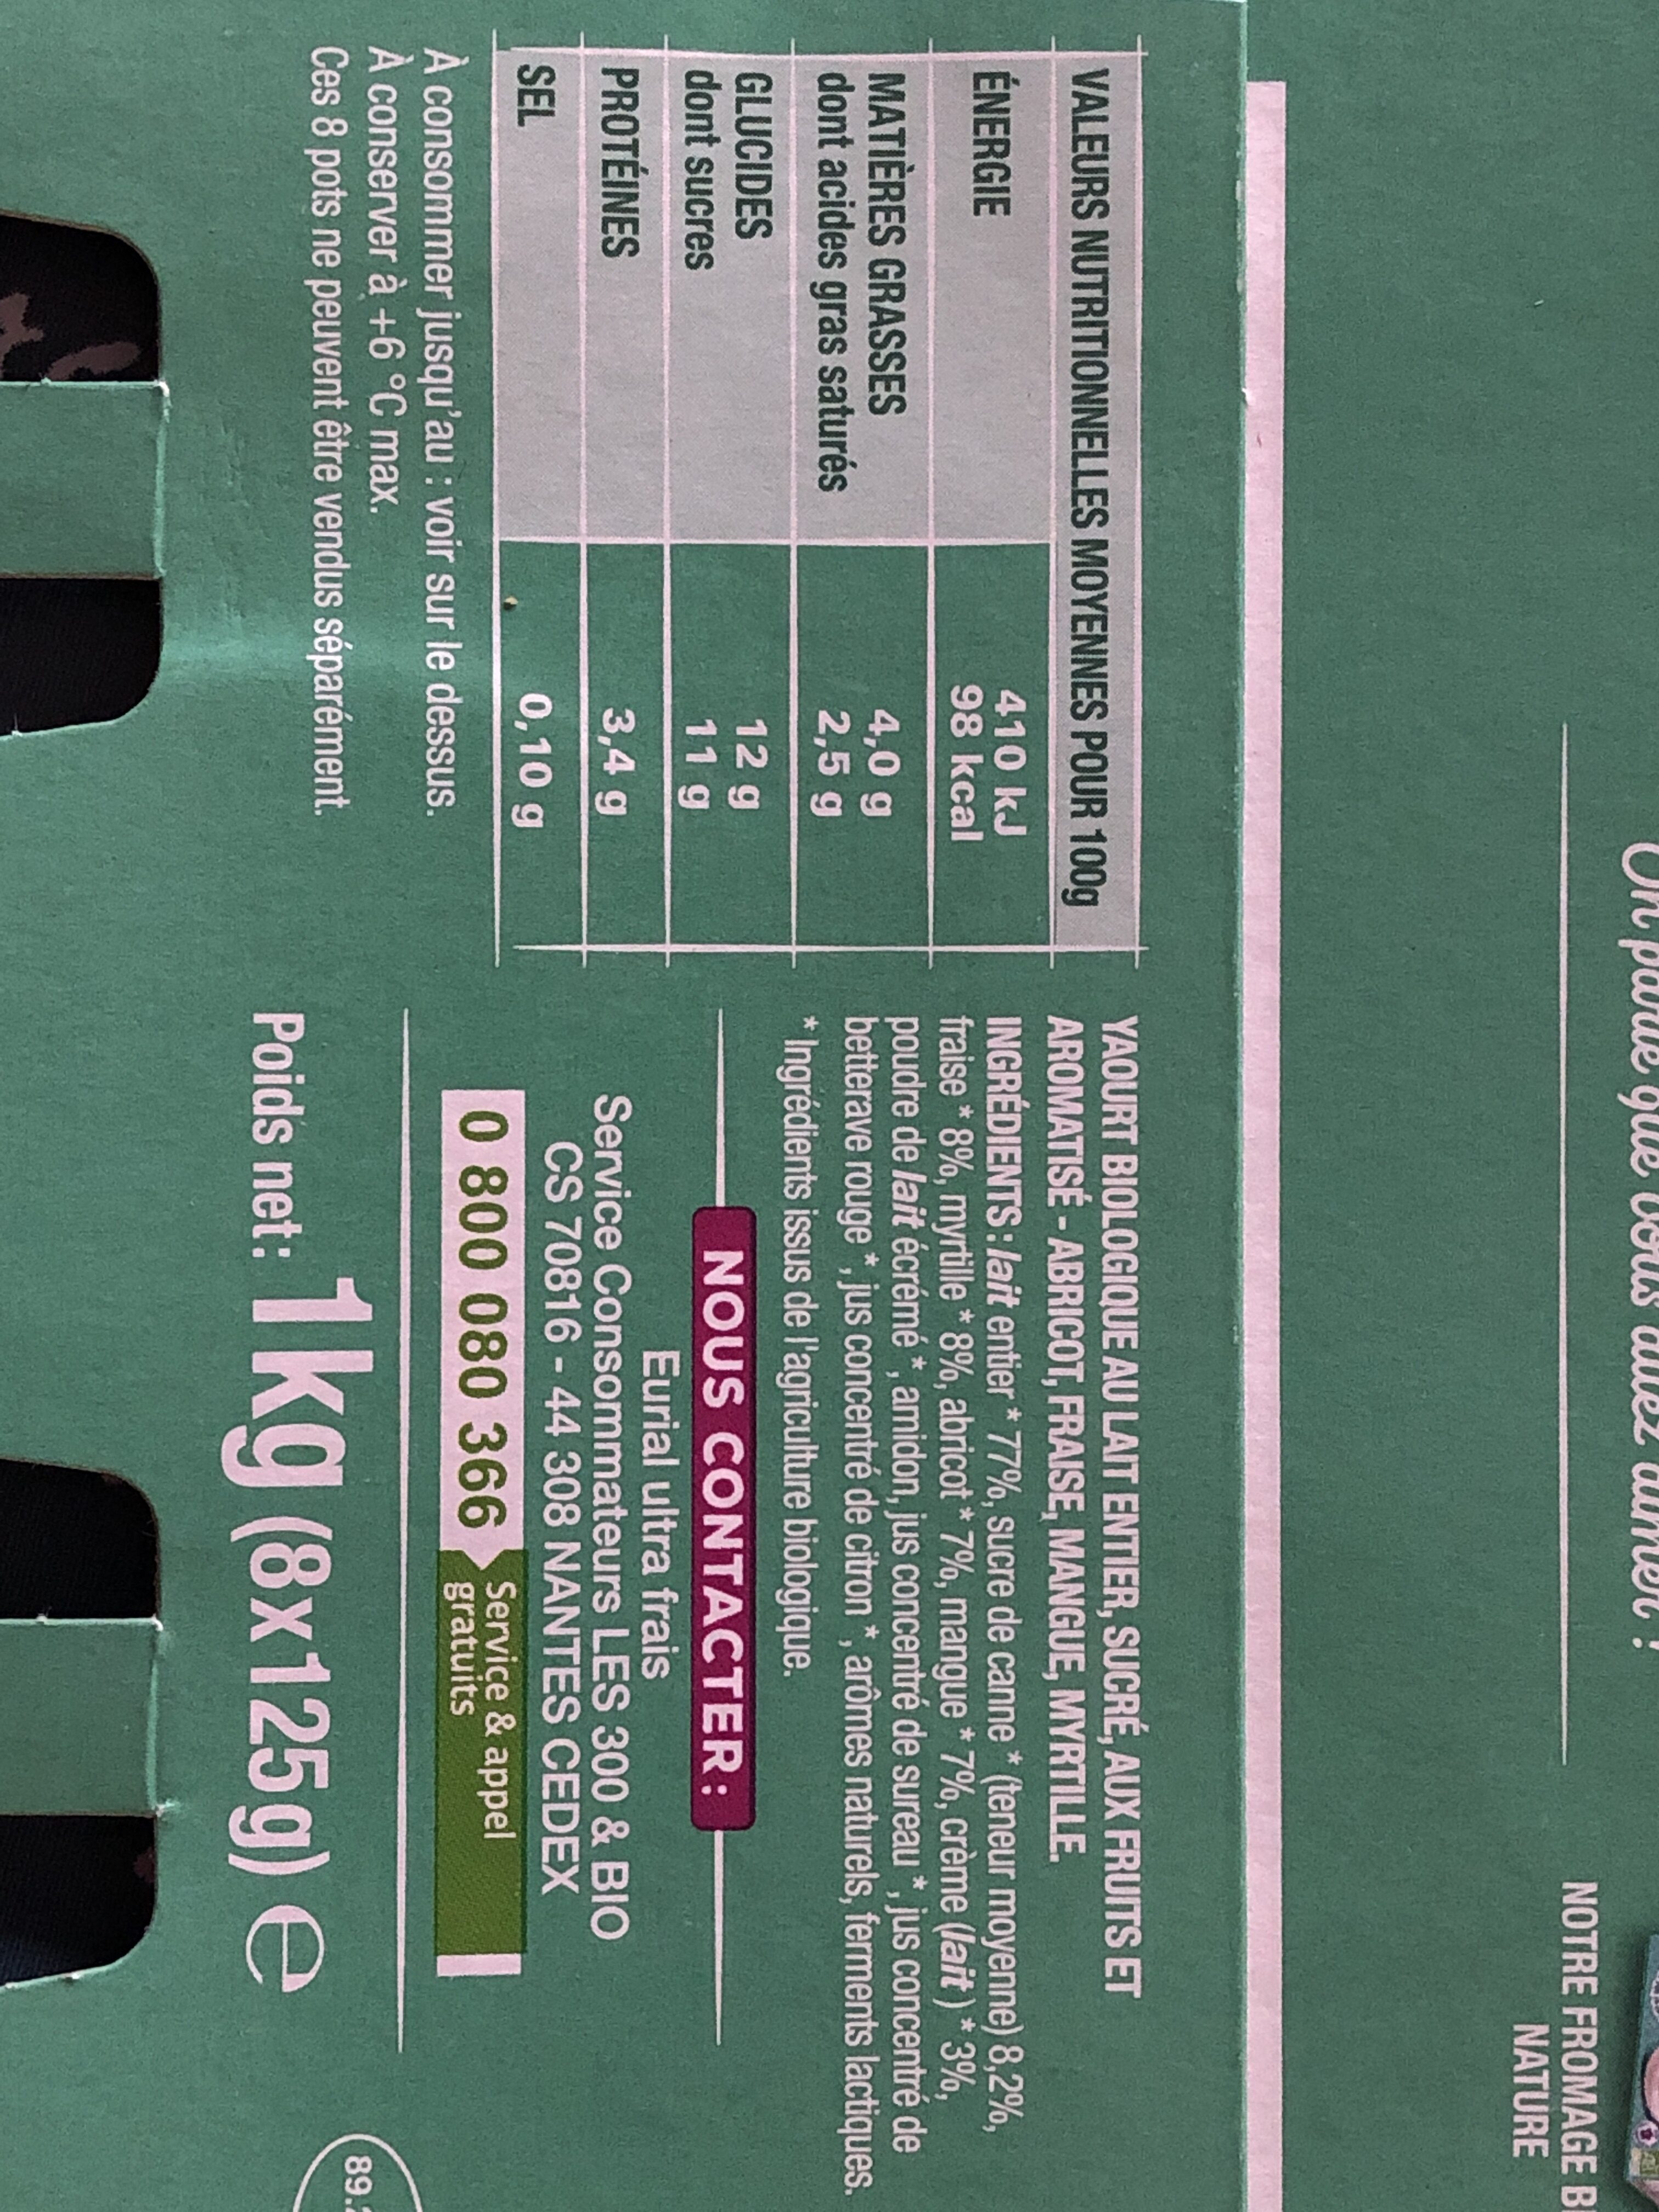 On parie que vous allez aimer !
NOTRE FROMAGE
NATURE
VALEURS NUTRITIONNELLES MOYENNES POUR 100g
ÉNERGIE 410 kJ
98 kcal
MATIÈRES GRASSES 4,0 g
dont acides gras saturés 2,5 g
GLUCIDES 12 g
dont sucres 11 g
PROTÉINES 3,4 g
SEL 0,10 g
À consommer jusqu'au : voir sur le dessus.
À conserver à +6 °C max.
Ces 8 pots ne peuvent être vendus séparément.
YAOURT BIOLOGIQUE AU LAIT ENTIER, SUCRÉ, AUX FRUITS ET
AROMATISÉ - ABRICOT, FRAISE, MANGUE, MYRTILLE.
INGRÉDIENTS : lait entier * 77%, sucre de canne * (teneur moyenne) 8,2%,
fraise * 8%, myrtille * 8%, abricot * 7%, mangue * 7%, crème (lait ) * 3%,
poudre de lait écrémé *, amidon, jus concentré de sureau *, jus concentré de
betterave rouge *, jus concentré de citron *, arômes naturels, ferments lactiques.
* Ingrédients issus de l'agriculture biologique.
NOUS CONTACTER :
Eurial ultra frais
Service Consommateurs LES 300 & BIO
CS 70816 - 44 308 NANTES CEDEX
0 800 080 366 Service & appel
gratuits
Poids net : 1kg (8x125g) e